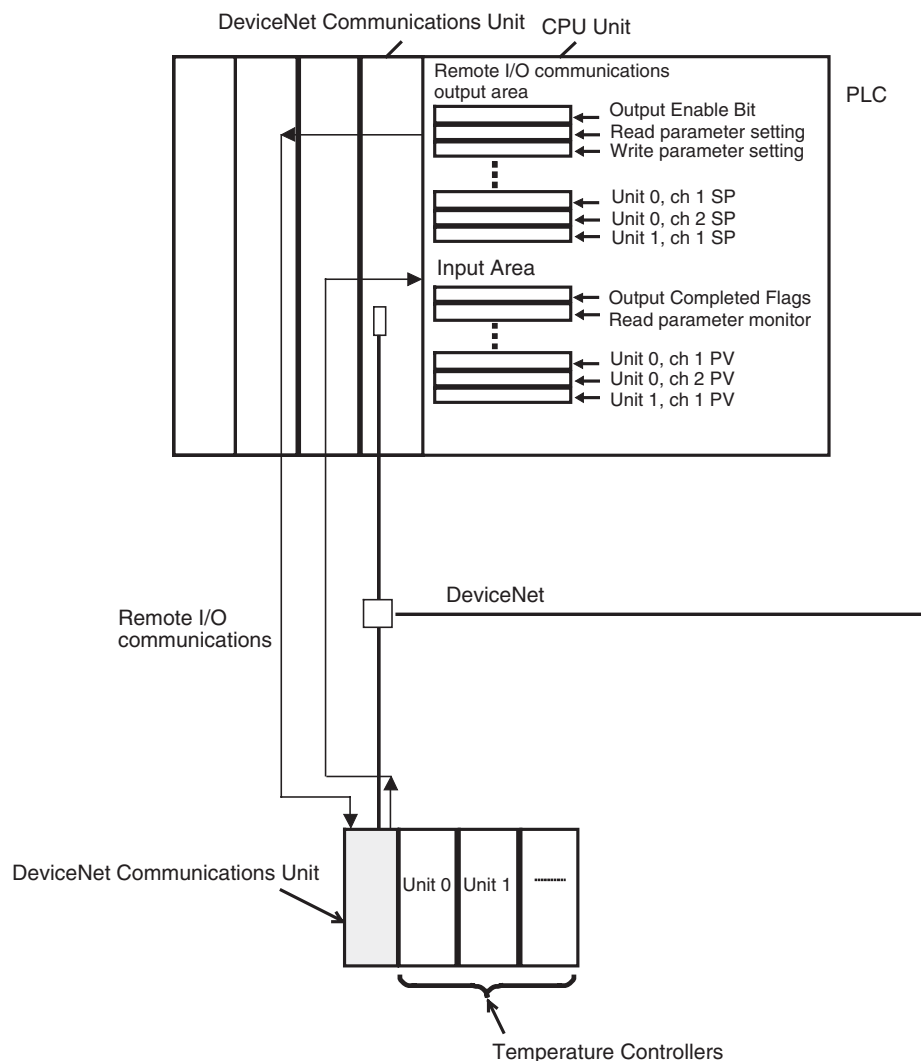 DeviceNet Communications Unit
CPU Unit
PLC
Remote I/O communications
output area
Output Enable Bit
Read parameter setting
Write parameter setting
Unit 0, ch 1 SP
Unit 0, ch 2 SP
Unit 1, ch 1 SP
Input Area
Output Completed Flags
Read parameter monitor
Unit 0, ch 1 PV
Unit 0, ch 2 PV
Unit 1, ch 1 PV
DeviceNet
Remote I/O
communications
DeviceNet Communications Unit
Unit 0
Unit 1
Temperature Controllers